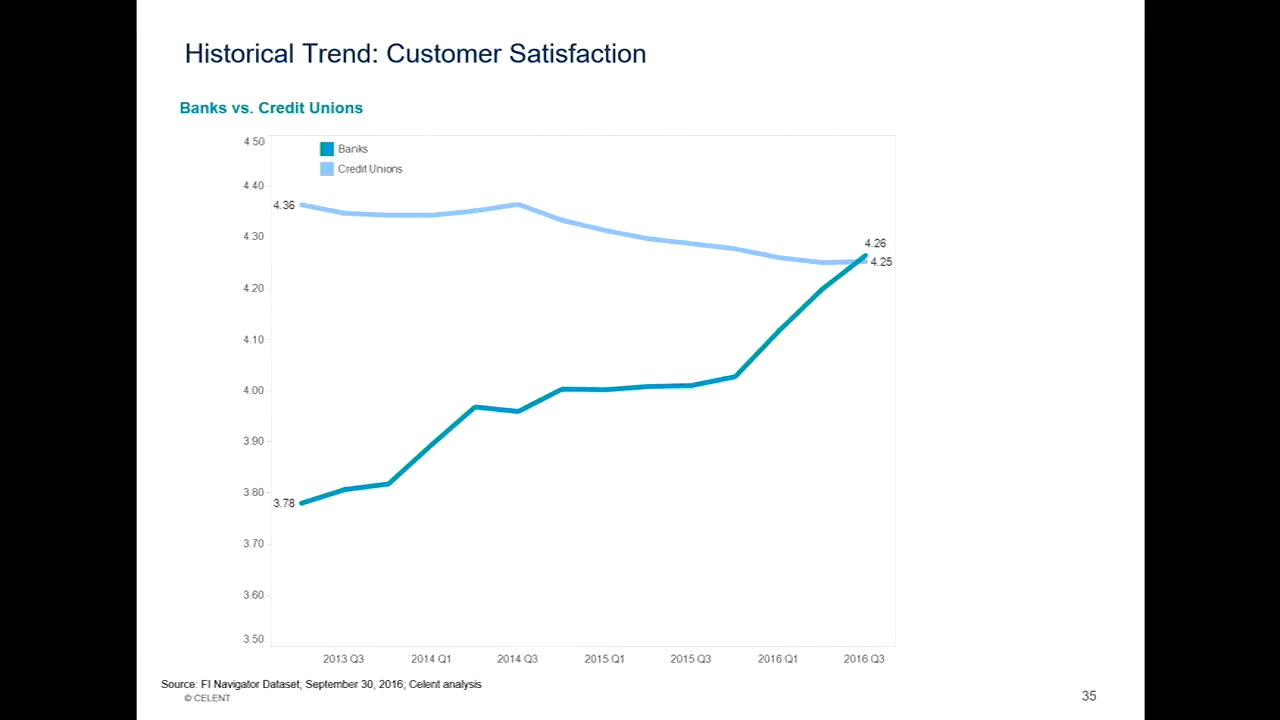 Historical Trend: Customer Satisfaction
Banks vs. Credit Unions
4.50
Banks
Credit Unions
4.40
4.36
4.30
4.26
4.25
4.20
4.10
4.00
3.90
3.80
3.78
3.70
3.60
3.50
2013 Q3 2014 Q1 2014 Q3 2015 Q1 2015 Q3 2016 Q1 2016 Q3
Source: FI Navigator Dataset, September 30, 2016; Celent analysis
© CELENT
35